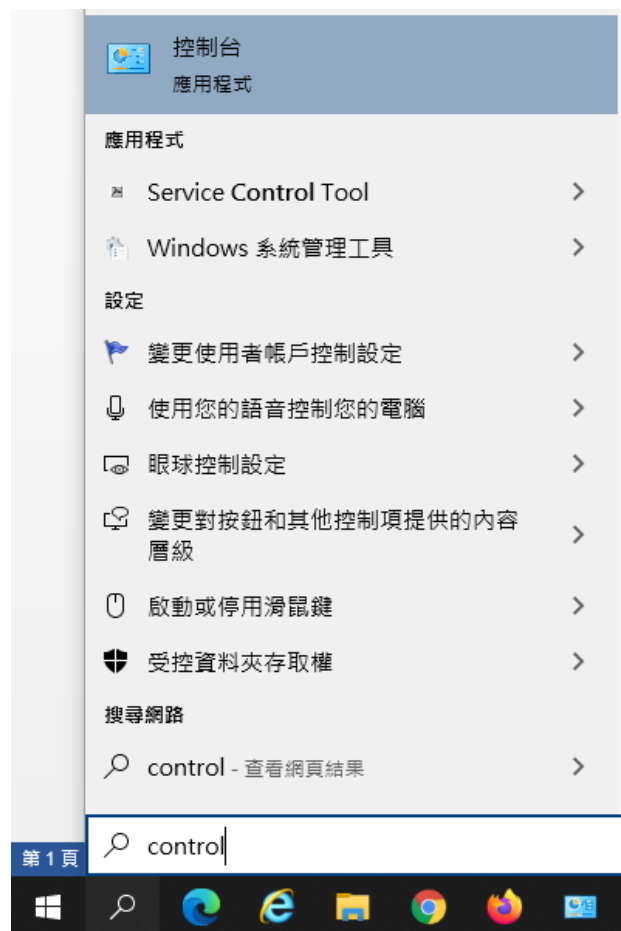 控制台
應用程式
應用程式
Service Control Tool
Windows 系統管理工具
設定
變更使用者帳戶控制設定
使用您的語音控制您的電腦
眼球控制設定
變更對按鈕和其他控制項提供的內容
層級
啟動或停用滑鼠鍵
受控資料夾存取權
搜尋網路
control - 查看網頁結果
control
第 1 頁